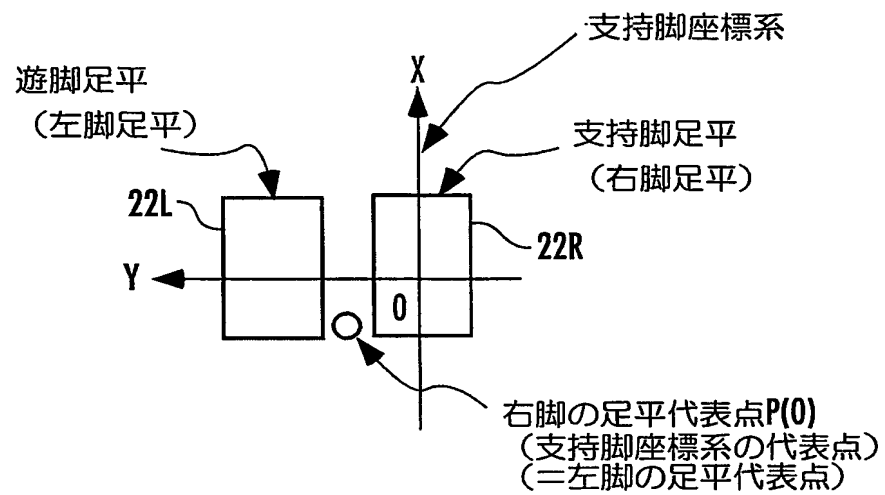 支持脚座標系
X
遊脚足平
（左脚足平）
支持脚足平
（右脚足平）
22L
22R
Y
0
右脚の足平代表点P(0)
（支持脚座標系の代表点）
（＝左脚の足平代表点）